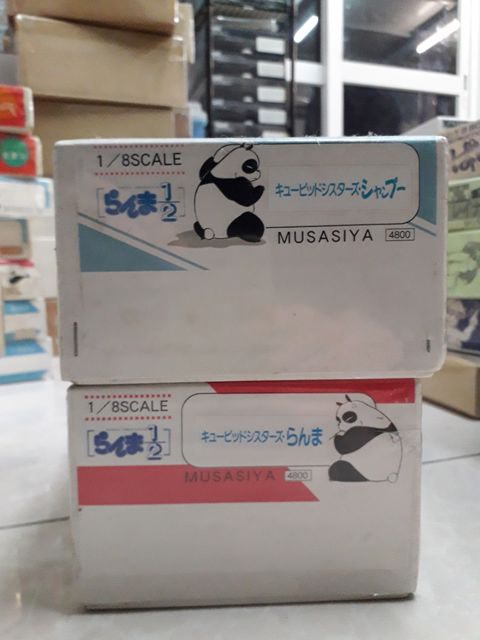 1/8SCALE
らんま1/2
キューピッドシスターズ・シャンプー
MUSASIYA 4800
1/8SCALE
らんま1/2
キューピッドシスターズ・らんま
MUSASIYA 4800